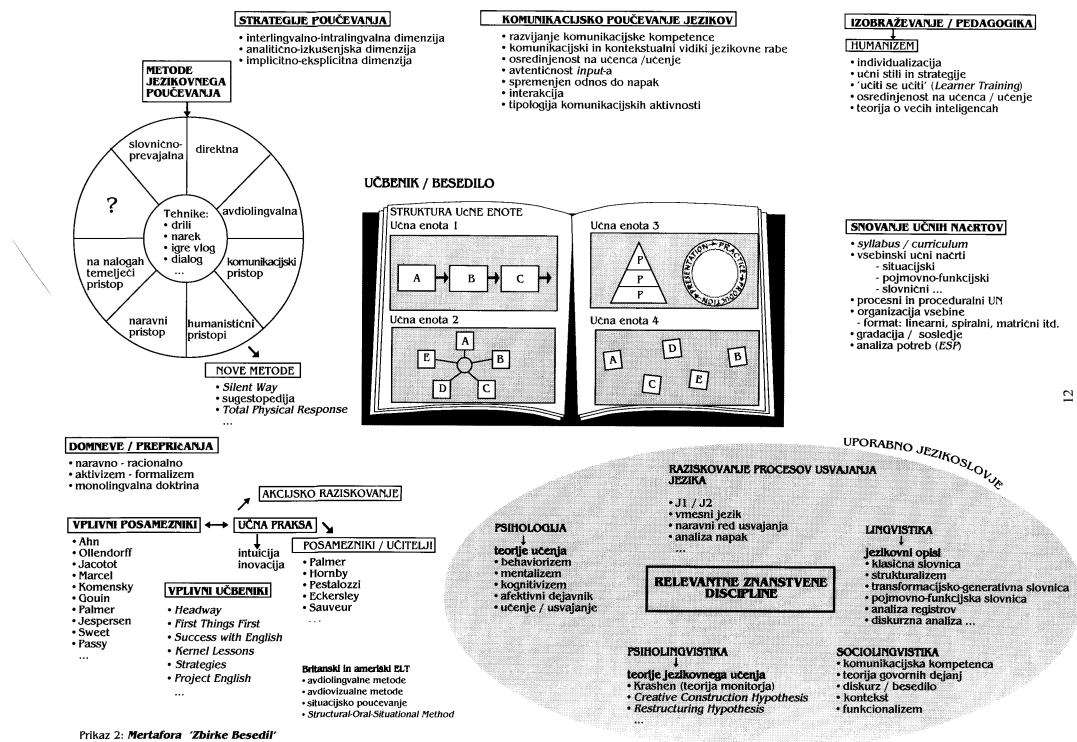 STRATEGIJE POUČEVANJA
• interlingvalno-intralingvalna dimenzija
• analitično-izkušenjska dimenzija
• implicitno-eksplicitna dimenzija
KOMUNIKACIJSKO POUČEVANJE JEZIKOV
• razvijanje komunikacijske kompetence
• komunikacijski in kontekstualni vidiki jezikovne rabe
• osredinjenost na učenca /učenje
• avtentičnost input-a
• spremenjen odnos do napak
• interakcija
• tipologija komunikacijskih aktivnosti
IZOBRAŽEVANJE / PEDAGOGIKA
HUMANIZEM
• individualizacija
• učni stili in strategije
• 'učiti se učiti' (Learner Training)
• osredinjenost na učenca / učenje
• teorija o večih inteligencah
METODE
JEZIKOVNEGA
POUČEVANJA
slovnično-
prevajalna
direktna
avdiolingvalna
komunikacijski
pristop
humanistični
pristopi
naravni
pristop
na nalogah
temelječi
pristop
?
Tehnike:
• drili
• narek
• igre vlog
• dialog
...
NOVE METODE
• Silent Way
• sugestopedija
• Total Physical Response
...
UČBENIK / BESEDILO
STRUKTURA UčNE ENOTE
Učna enota 1
A B C
Učna enota 2
A
B
C
D
E
Učna enota 3
P
P P
PRESENTATION PRACTICE PRODUCTION
Učna enota 4
A D B
C E
SNOVANJE UČNIH NAčRTOV
• syllabus / curriculum
• vsebinski učni načrti
- situacijski
- pojmovno-funkcijski
- slovnični ...
• procesni in proceduralni UN
• organizacija vsebine
- format: linearni, spiralni, matrični itd.
• gradacija / sosledje
• analiza potreb (ESP)
12
DOMNEVE / PREPRIčANJA
• naravno - racionalno
• aktivizem - formalizem
• monolingvalna doktrina
AKCIJSKO RAZISKOVANJE
VPLIVNI POSAMEZNIKI
• Ahn
• Ollendorff
• Jacotot
• Marcel
• Komensky
• Gouin
• Palmer
• Jespersen
• Sweet
• Passy
...
UČNA PRAKSA
intuicija
inovacija
POSAMEZNIKI / UČITELJI
• Palmer
• Hornby
• Pestalozzi
• Eckersley
• Sauveur
...
VPLIVNI UČBENIKI
• Headway
• First Things First
• Success with English
• Kernel Lessons
• Strategies
• Project English
...
Britanski in ameriški ELT
• avdiolingvalne metode
• avdiovizualne metode
• situacijsko poučevanje
• Structural-Oral-Situational Method
UPORABNO JEZIKOSLOVJE
RAZISKOVANJE PROCESOV USVAJANJA
JEZIKA
• J1 / J2
• vmesni jezik
• naravni red usvajanja
• analiza napak
...
PSIHOLOGIJA
teorije učenja
• behaviorizem
• mentalizem
• kognitivizem
• afektivni dejavnik
• učenje / usvajanje
RELEVANTNE ZNANSTVENE
DISCIPLINE
LINGVISTIKA
jezikovni opisi
• klasična slovnica
• strukturalizem
• transformacijsko-generativna slovnica
• pojmovno-funkcijska slovnica
• analiza registrov
• diskurzna analiza ...
PSIHOLINGVISTIKA
teorije jezikovnega učenja
• Krashen (teorija monitorja)
• Creative Construction Hypothesis
• Restructuring Hypothesis
...
SOCIOLINGVISTIKA
• komunikacijska kompetenca
• teorija govornih dejanj
• diskurz / besedilo
• kontekst
• funkcionalizem
Prikaz 2: Mertafora 'Zbirke Besedil'